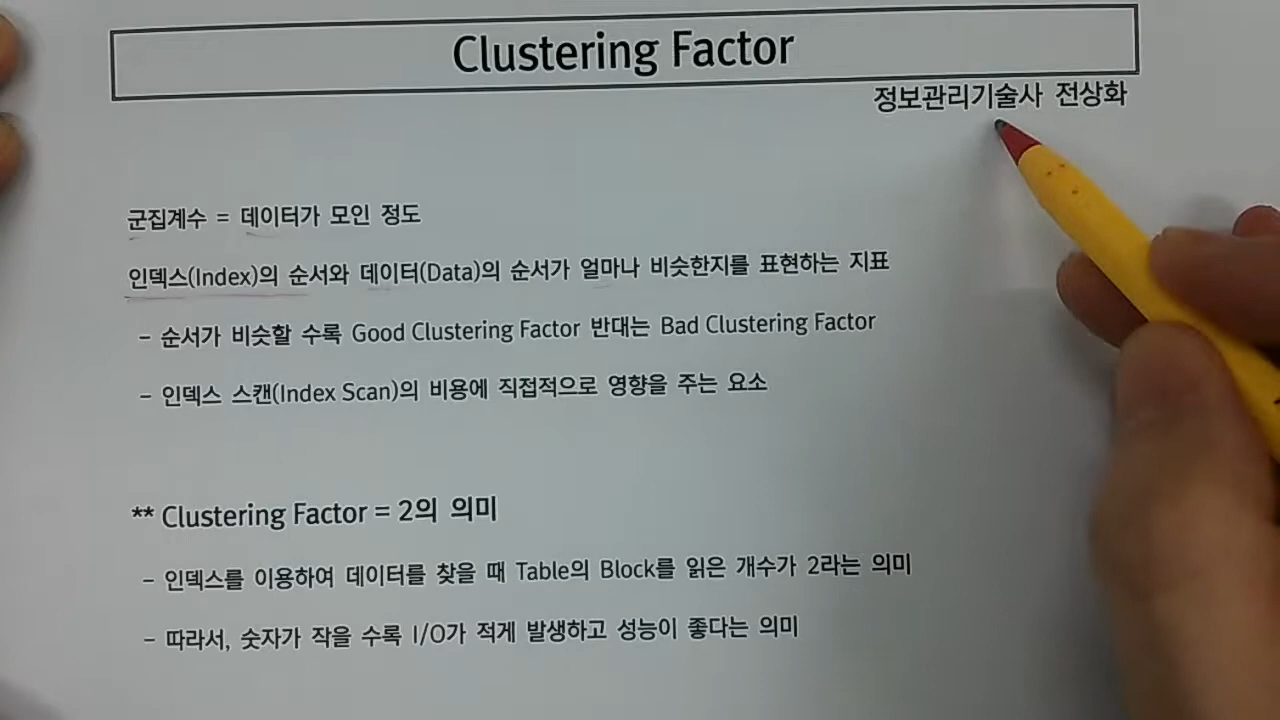 Clustering Factor
정보관리기술사 전상화
군집계수 = 데이터가 모인 정도
인덱스(Index)의 순서와 데이터(Data)의 순서가 얼마나 비슷한지를 표현하는 지표
- 순서가 비슷할 수록 Good Clustering Factor 반대는 Bad Clustering Factor
- 인덱스 스캔(Index Scan)의 비용에 직접적으로 영향을 주는 요소
** Clustering Factor = 2의 의미
- 인덱스를 이용하여 데이터를 찾을 때 Table의 Block를 읽은 개수가 2라는 의미
- 따라서, 숫자가 작을 수록 I/O가 적게 발생하고 성능이 좋다는 의미